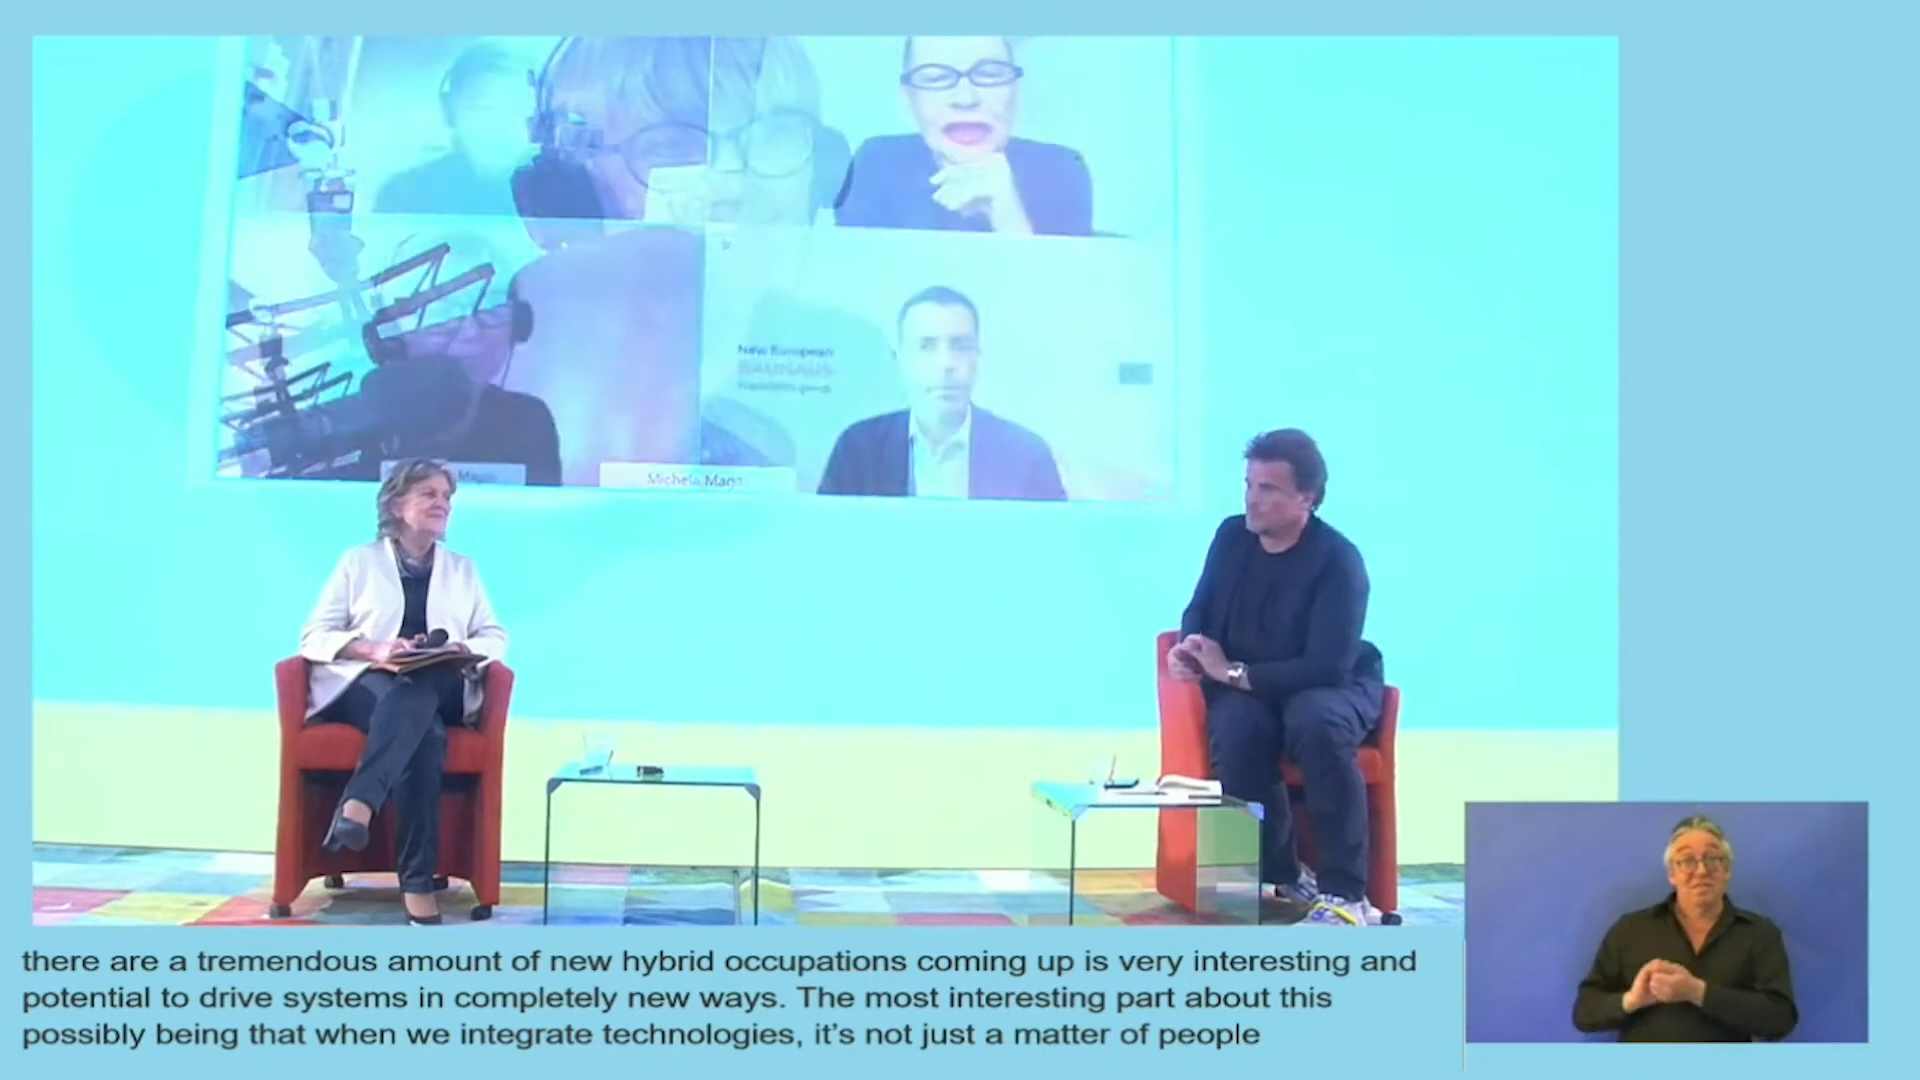 New European
BAUHAUS
Magas
Michela Magas
there are a tremendous amount of new hybrid occupations coming up is very interesting and
potential to drive systems in completely new ways. The most interesting part about this
possibly being that when we integrate technologies, it's not just a matter of people